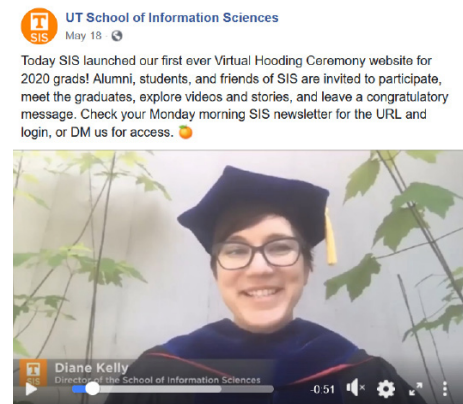 UT School of Information Sciences
May 18
Today SIS launched our first ever Virtual Hooding Ceremony website for
2020 grads! Alumni, students, and friends of SIS are invited to participate,
meet the graduates, explore videos and stories, and leave a congratulatory
message. Check your Monday morning SIS newsletter for the URL and
login, or DM us for access.
Diane Kelly
Director of the School of Information Sciences
-0:51
T
SIS
T
SIS